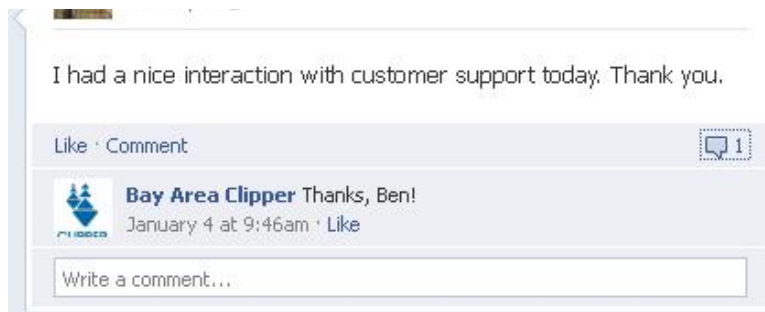 I had a nice interaction with customer support today. Thank you.
Like · Comment
1
Bay Area Clipper Thanks, Ben!
CLIPPER
January 4 at 9:46am · Like
Write a comment...